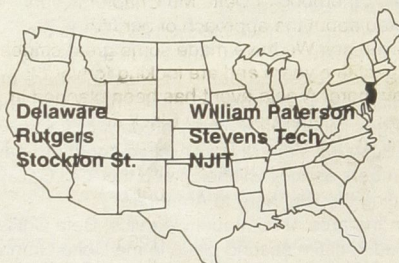 Delaware
Rutgers
Stockton St.
William Paterson
Stevens Tech
NJIT